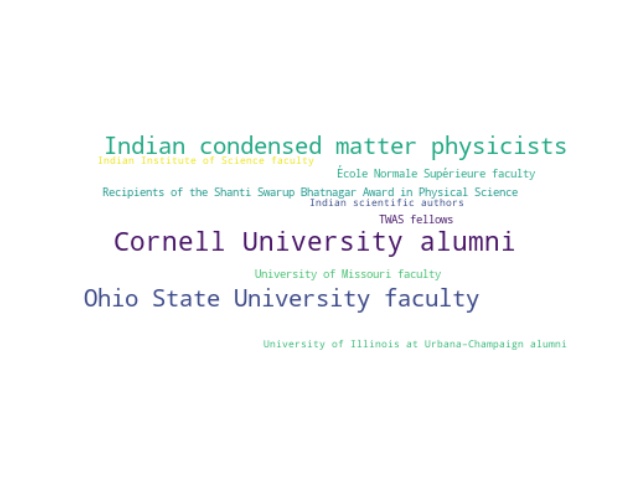 Indian condensed matter physicists
Indian Institute of Science faculty
École Normale Supérieure faculty
Recipients of the Shanti Swarup Bhatnagar Award in Physical Science
Indian scientific authors
TWAS fellows
Cornell University alumni
University of Missouri faculty
Ohio State University faculty
University of Illinois at Urbana–Champaign alumni